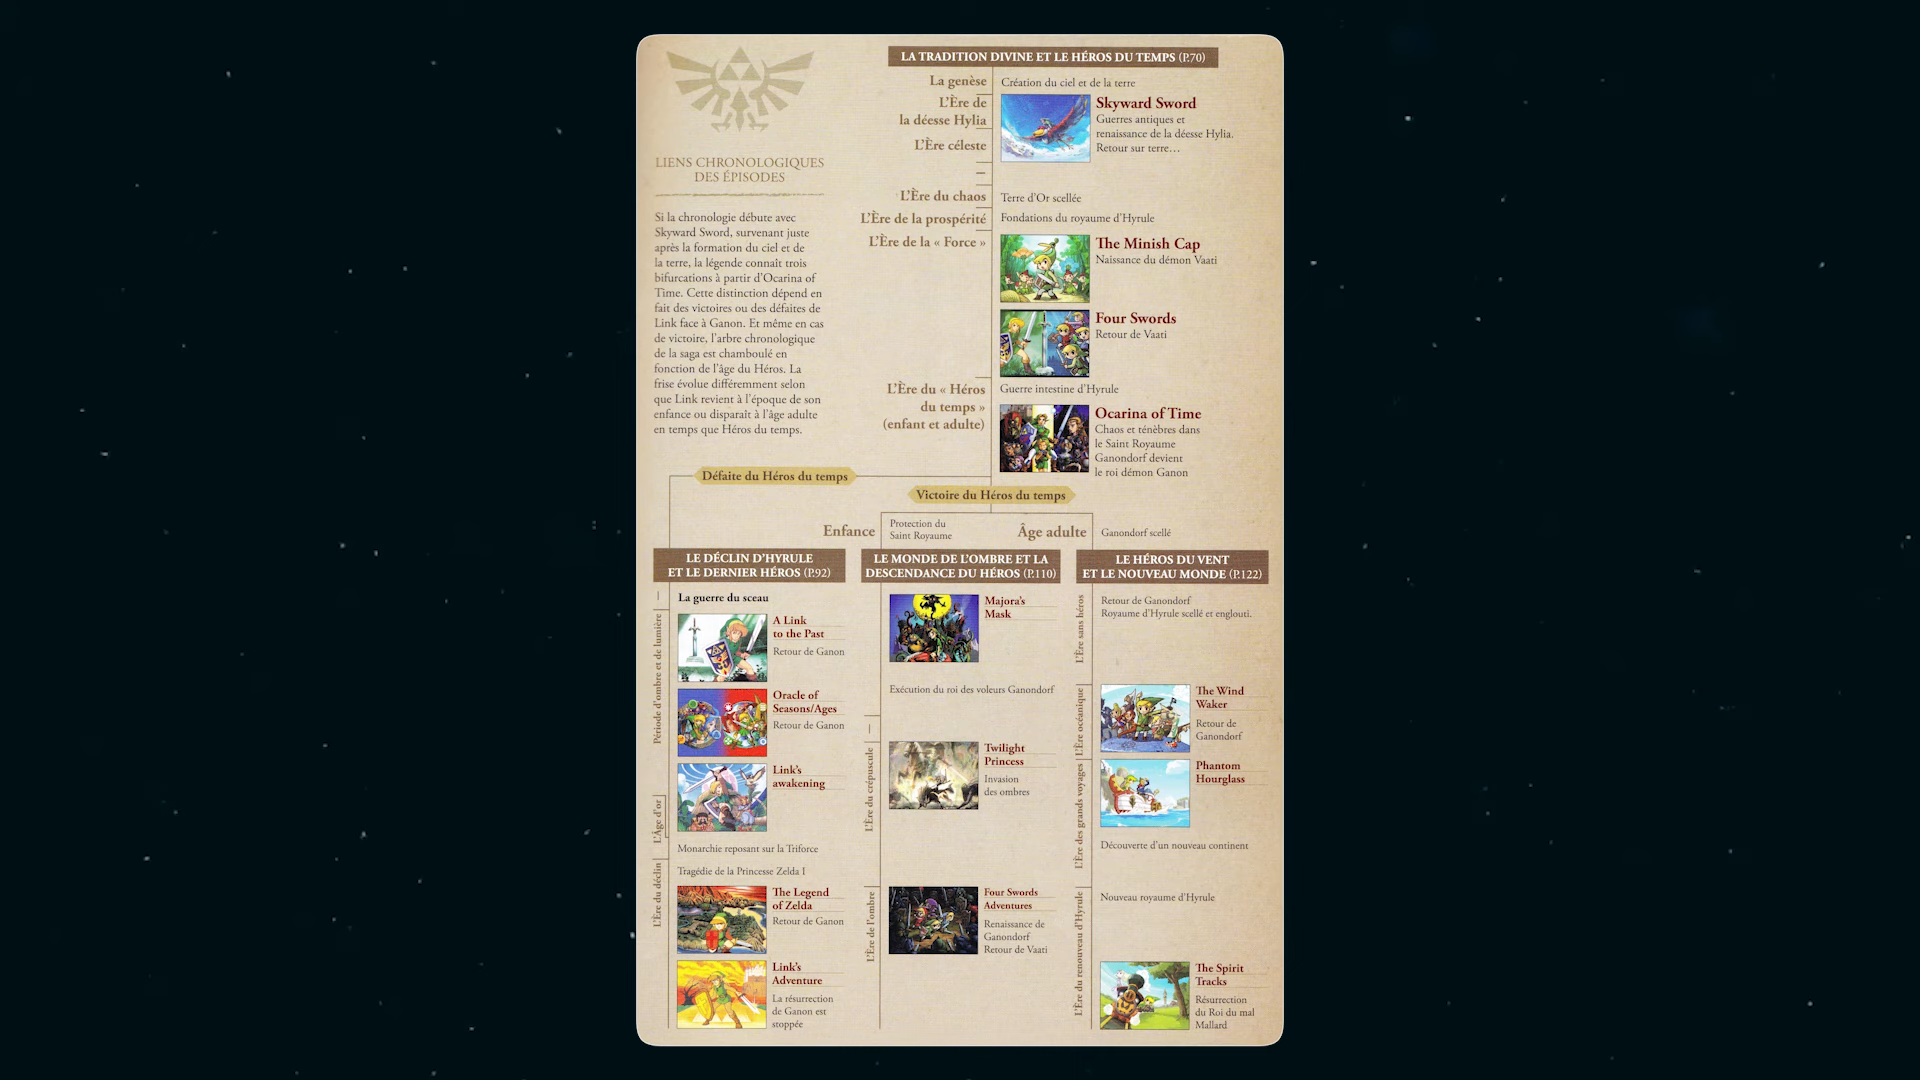 LA TRADITION DIVINE ET LE HÉROS DU TEMPS (P.70)
LIENS CHRONOLOGIQUES
DES ÉPISODES
Si la chronologie débute avec
Skyward Sword, survenant juste
après la formation du ciel et de
la terre, la légende connaît trois
bifurcations à partir d'Ocarina of
Time. Cette distinction dépend en
fait des victoires ou des défaites de
Link face à Ganon. Et même en cas
de victoire, l'arbre chronologique
de la saga est chamboulé en
fonction de l'âge du Héros. La
frise évolue différemment selon
que Link revient à l'époque de son
enfance ou disparaît à l'âge adulte
en temps que Héros du temps.
La genèse
Création du ciel et de la terre
L'Ère de
la déesse Hylia
L'Ère céleste
Skyward Sword
Guerres antiques et
renaissance de la déesse Hylia.
Retour sur terre…
L'Ère du chaos
Terre d'Or scellée
L'Ère de la prospérité
Fondations du royaume d'Hyrule
L'Ère de la « Force »
The Minish Cap
Naissance du démon Vaati
Four Swords
Retour de Vaati
L'Ère du « Héros
du temps »
(enfant et adulte)
Guerre intestine d'Hyrule
Ocarina of Time
Chaos et ténèbres dans
le Saint Royaume
Ganondorf devient
le roi démon Ganon
Défaite du Héros du temps
Victoire du Héros du temps
Enfance
Protection du
Saint Royaume
Âge adulte
Ganondorf scellé
LE DÉCLIN D'HYRULE
ET LE DERNIER HÉROS (P.92)
La guerre du sceau
Période d'ombre et de lumière
A Link
to the Past
Retour de Ganon
Oracle of
Seasons/Ages
Retour de Ganon
Link's
awakening
L'Âge d'or
Monarchie reposant sur la Triforce
L'Ère du déclin
Tragédie de la Princesse Zelda I
The Legend
of Zelda
Retour de Ganon
Link's
Adventure
La résurrection
de Ganon est
stoppée
LE MONDE DE L'OMBRE ET LA
DESCENDANCE DU HÉROS (P.110)
Majora's
Mask
Exécution du roi des voleurs Ganondorf
L'Ère du crépuscule
Twilight
Princess
Invasion
des ombres
L'Ère de l'ombre
Four Swords
Adventures
Renaissance de
Ganondorf
Retour de Vaati
LE HÉROS DU VENT
ET LE NOUVEAU MONDE (P.122)
L'Ère sans héros
Retour de Ganondorf
Royaume d'Hyrule scellé et englouti.
L'Ère océanique
The Wind
Waker
Retour de
Ganondorf
L'Ère des grands voyages
Phantom
Hourglass
Découverte d'un nouveau continent
L'Ère du renouveau d'Hyrule
Nouveau royaume d'Hyrule
The Spirit
Tracks
Résurrection
du Roi du mal
Mallard